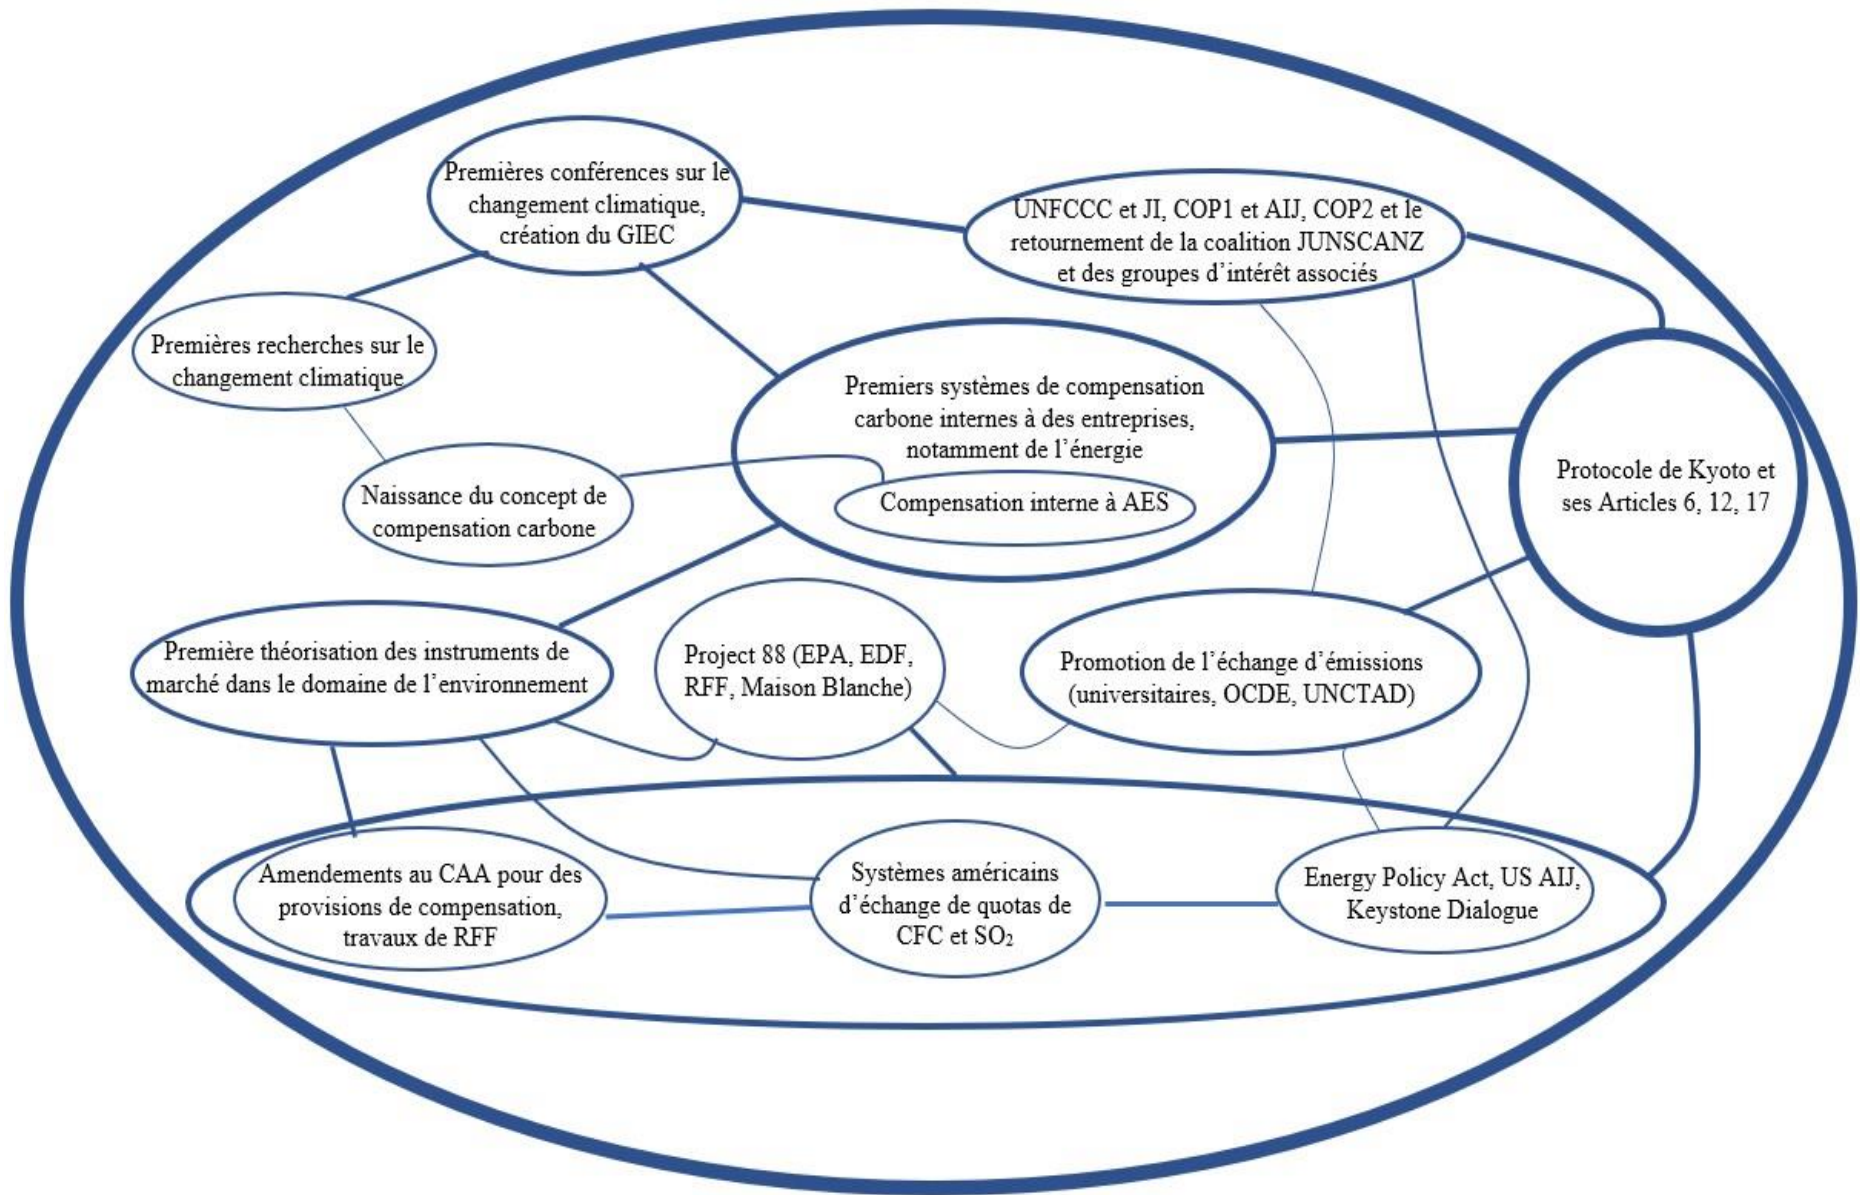 Premières conférences sur le
changement climatique,
création du GIEC
UNFCCC et JI, COP1 et AIJ, COP2 et le
retournement de la coalition JUNSCANZ
et des groupes d’intérêt associés
Premières recherches sur le
changement climatique
Premiers systèmes de compensation
carbone internes à des entreprises,
notamment de l’énergie
Compensation interne à AES
Protocole de Kyoto et
ses Articles 6, 12, 17
Naissance du concept de
compensation carbone
Première théorisation des instruments de
marché dans le domaine de l’environnement
Project 88 (EPA, EDF,
RFF, Maison Blanche)
Promotion de l’échange d’émissions
(universitaires, OCDE, UNCTAD)
Amendements au CAA pour des
provisions de compensation,
travaux de RFF
Systèmes américains
d’échange de quotas de
CFC et SO₂
Energy Policy Act, US AIJ,
Keystone Dialogue